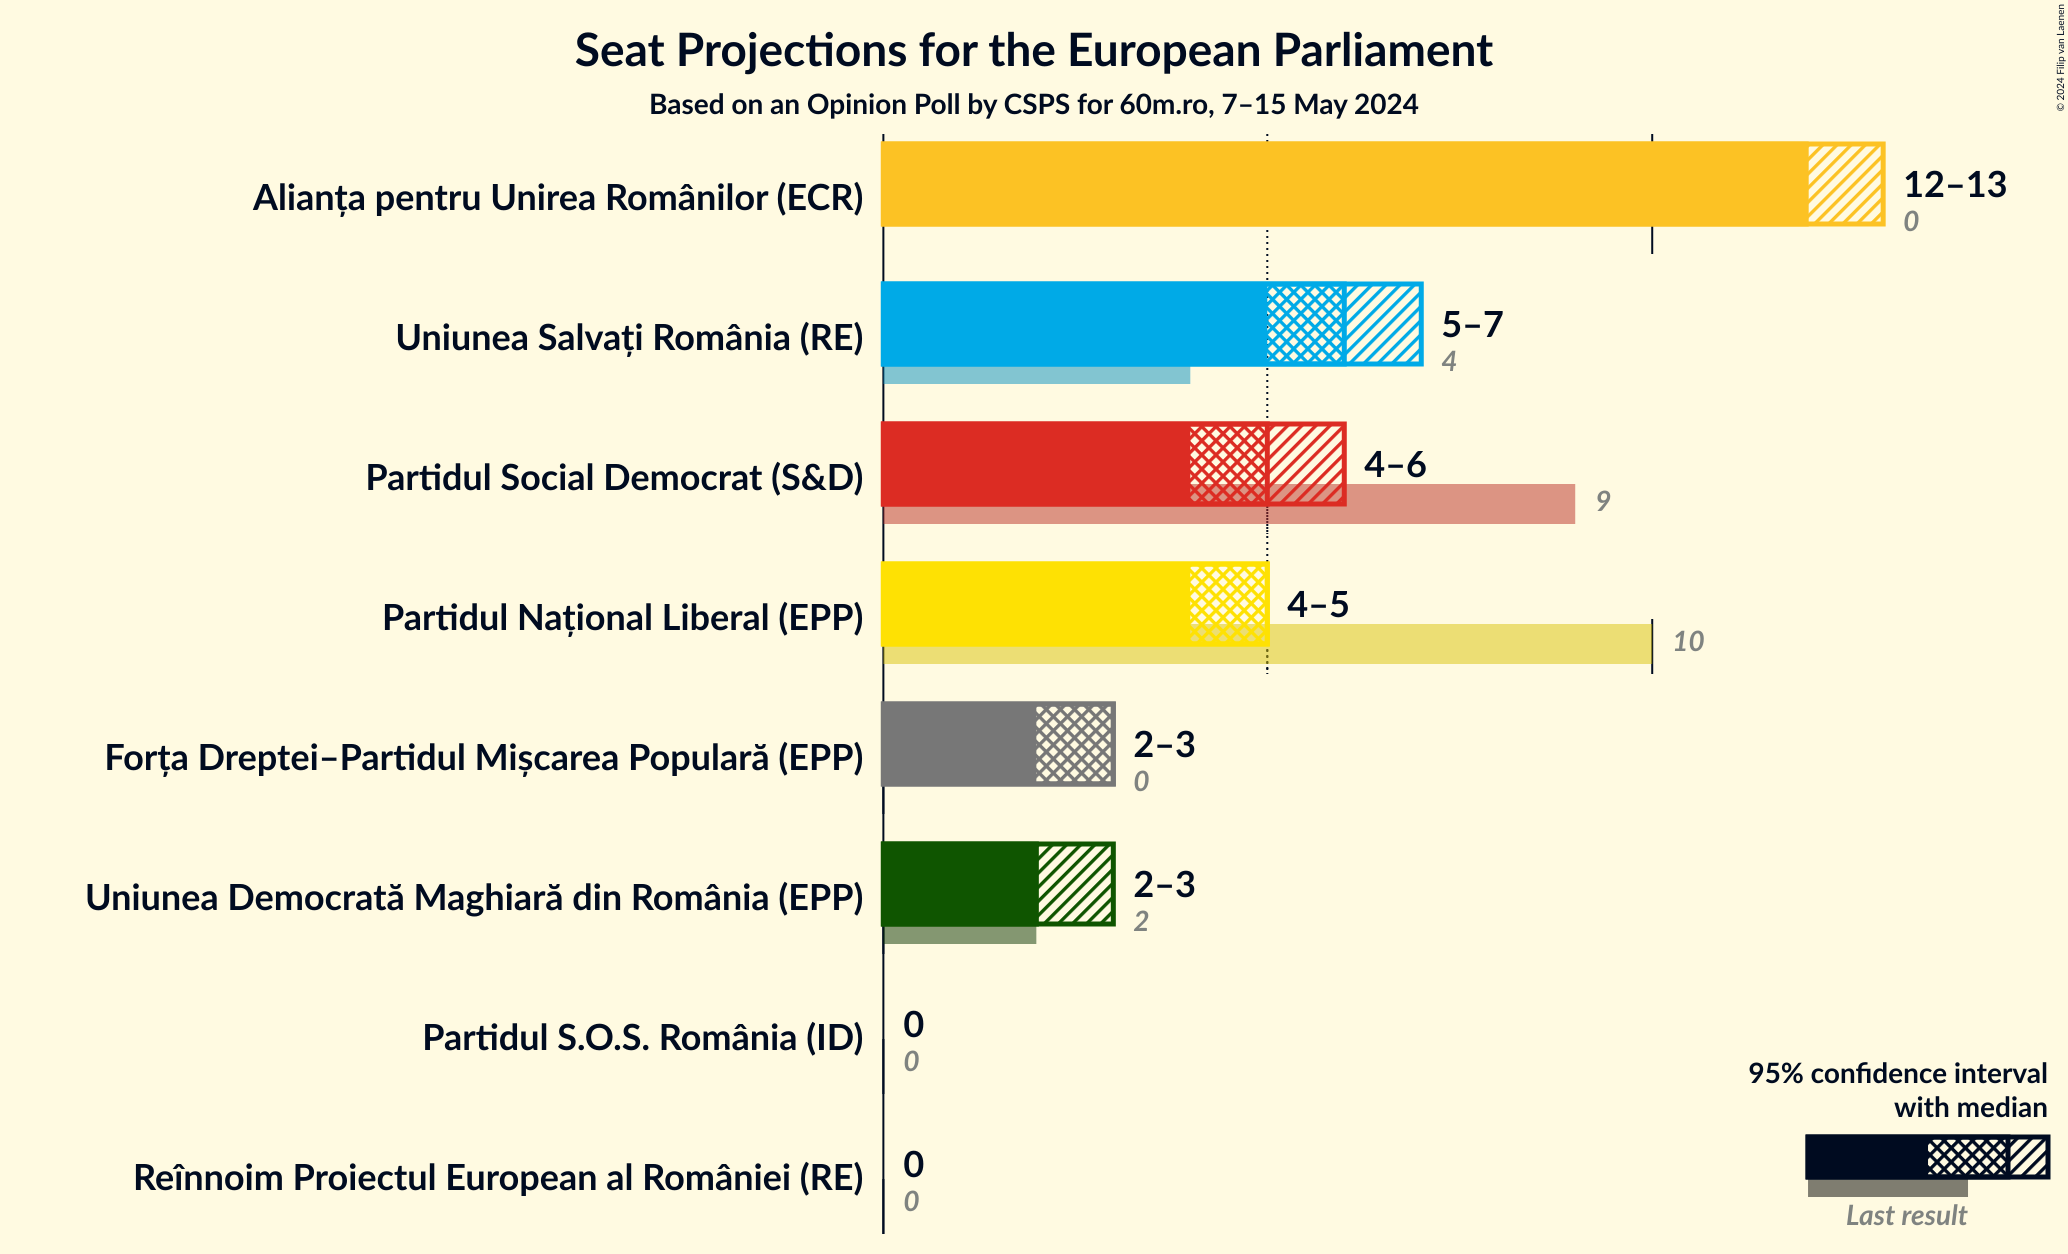 Seat Projections for the European Parliament
Based on an Opinion Poll by CSPS for 60m.ro, 7–15 May 2024
© 2024 Filip van Laenen
Alianța pentru Unirea Românilor (ECR)
12–13
0
Uniunea Salvați România (RE)
5–7
4
Partidul Social Democrat (S&D)
4–6
9
Partidul Național Liberal (EPP)
4–5
10
Forța Dreptei–Partidul Mișcarea Populară (EPP)
2–3
0
Uniunea Democrată Maghiară din România (EPP)
2–3
2
Partidul S.O.S. România (ID)
0
0
Reînnoim Proiectul European al României (RE)
0
0
95% confidence interval
with median
Last result